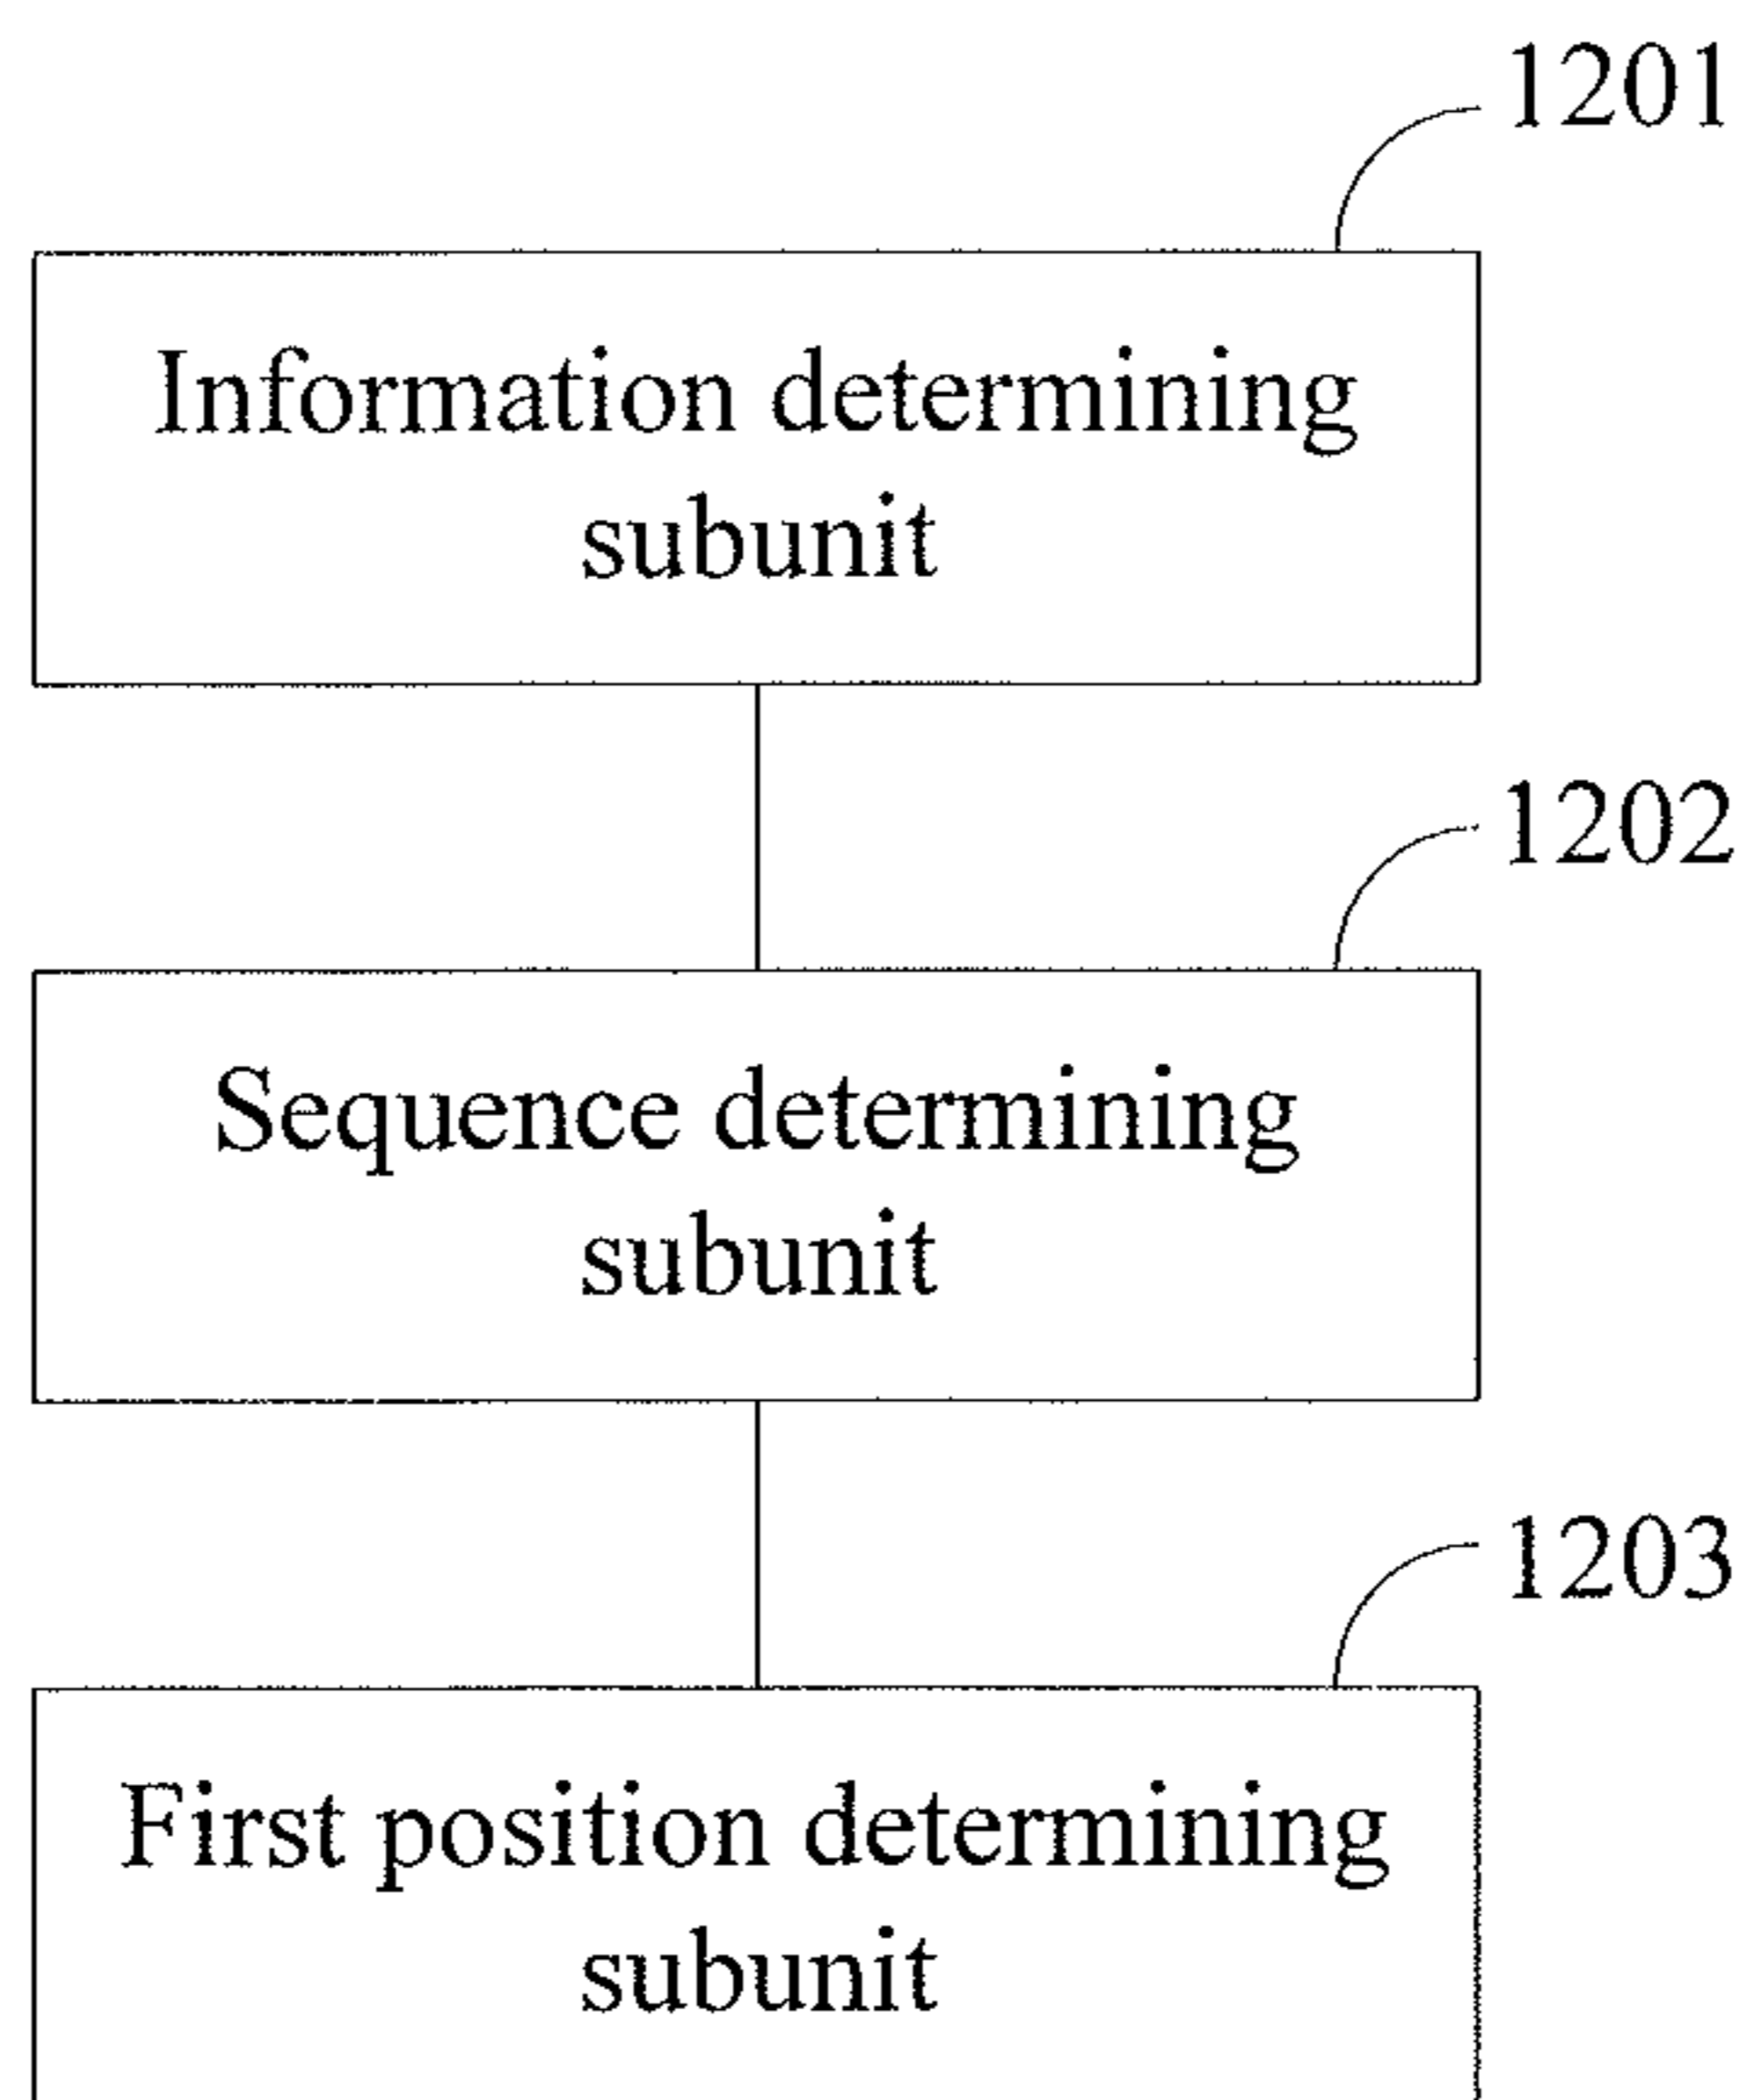 1201
Information determining
subunit
1202
Sequence determining
subunit
1203
First position determining
subunit